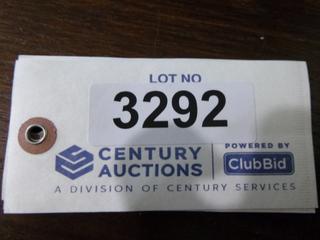 LOT NO
3292
CENTURY
AUCTIONS
POWERED BY
ClubBid
A DIVISION OF CENTURY SERVICES